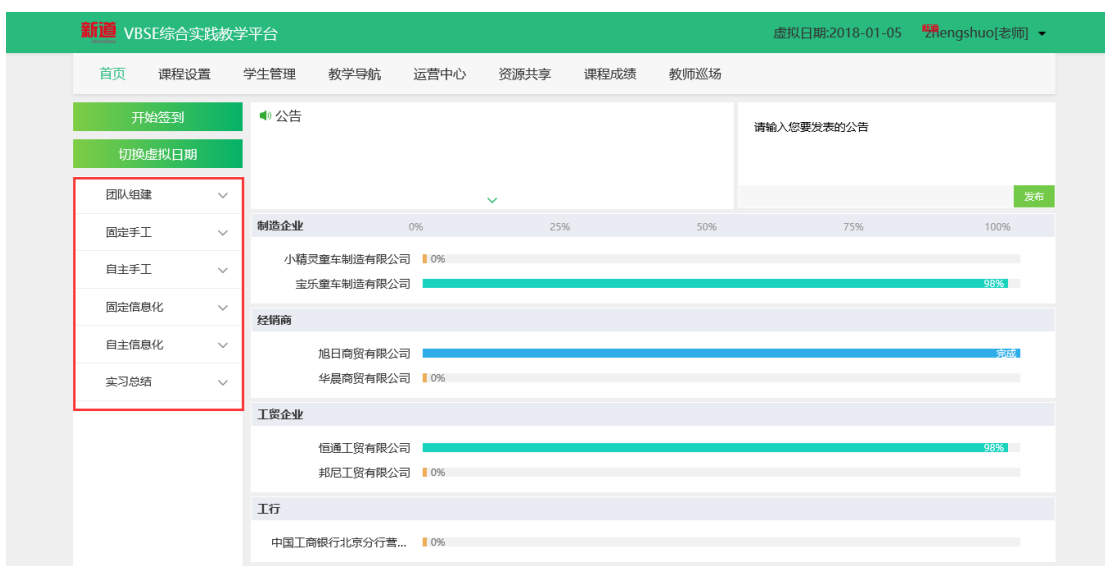 新道 VBSE综合实践教学平台 虚拟日期:2018-01-05 zhengshuo[老师]
首页 课程设置 学生管理 教学导航 运营中心 资源共享 课程成绩 教师巡场
开始签到
切换虚拟日期
团队组建
固定手工
自主手工
固定信息化
自主信息化
实习总结
公告
请输入您要发表的公告
发布
制造企业 0% 25% 50% 75% 100%
小精灵童车制造有限公司 0%
宝乐童车制造有限公司 98%
经销商
旭日商贸有限公司 完成
华晨商贸有限公司 0%
工贸企业
恒通工贸有限公司 98%
邦尼工贸有限公司 0%
工行
中国工商银行北京分行营... 0%